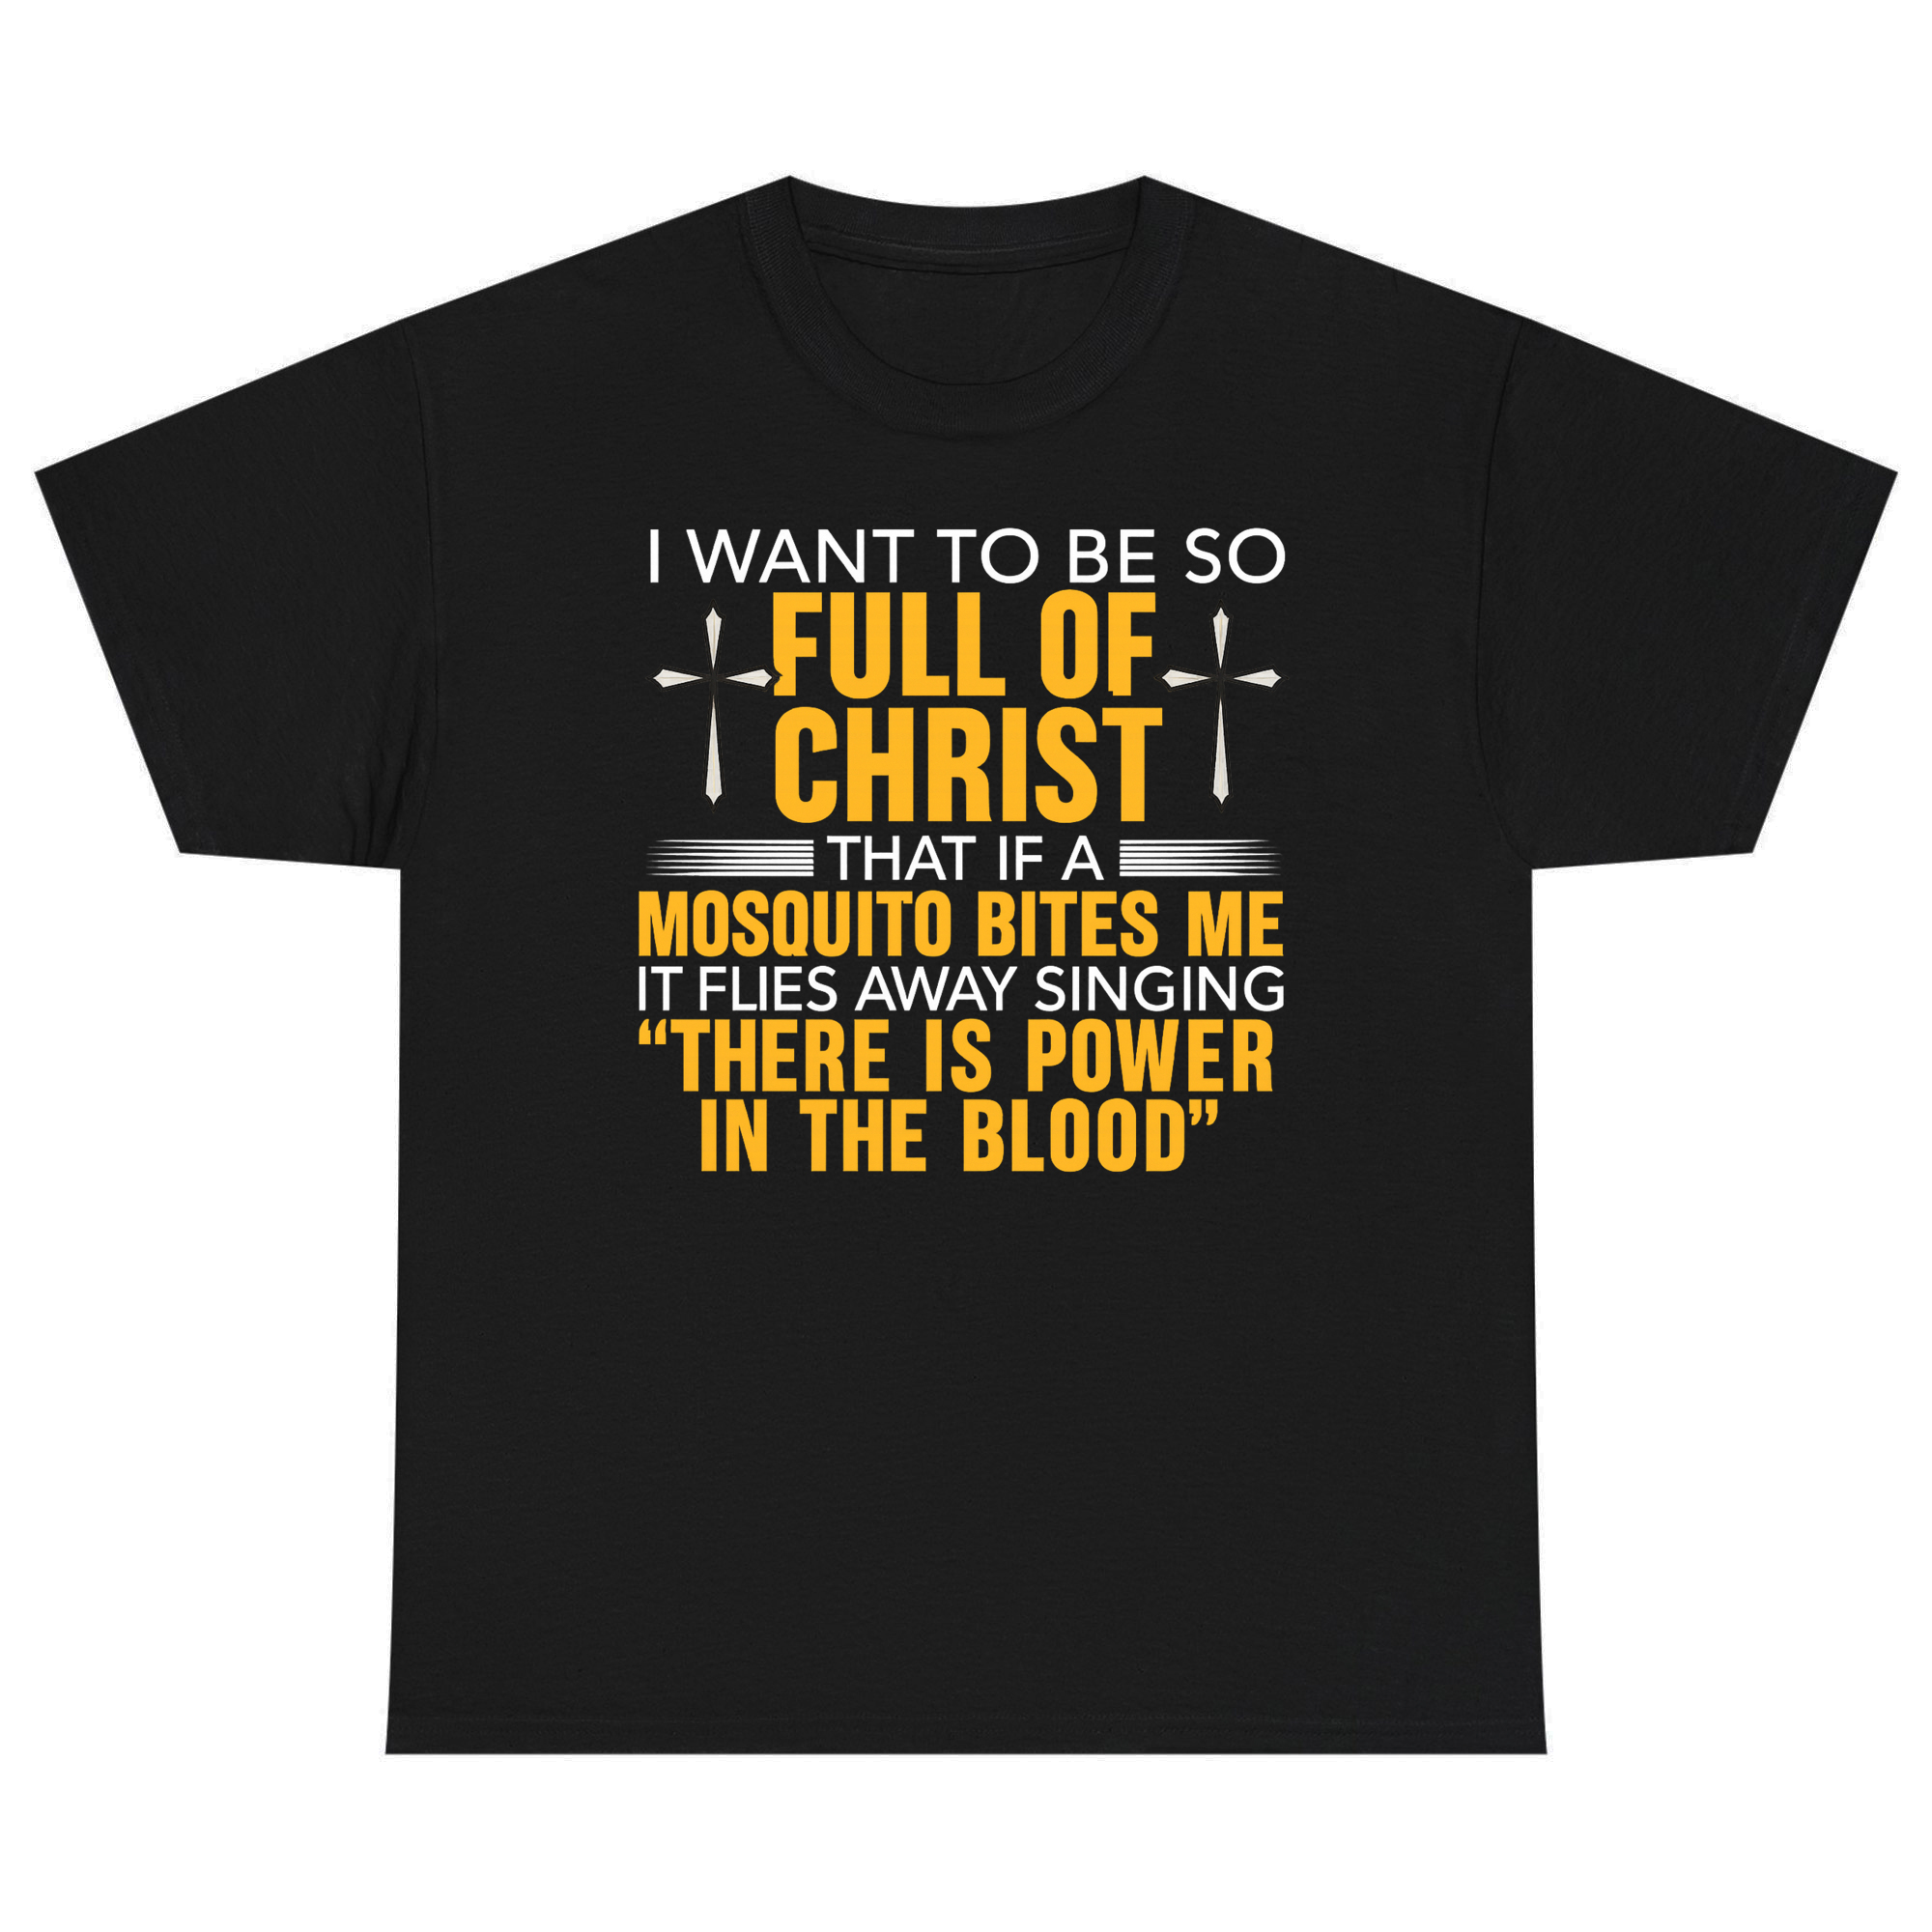 I WANT TO BE SO
FULL OF
CHRIST
THAT IF A
MOSQUITO BITES ME
IT FLIES AWAY SINGING
“THERE IS POWER
IN THE BLOOD”